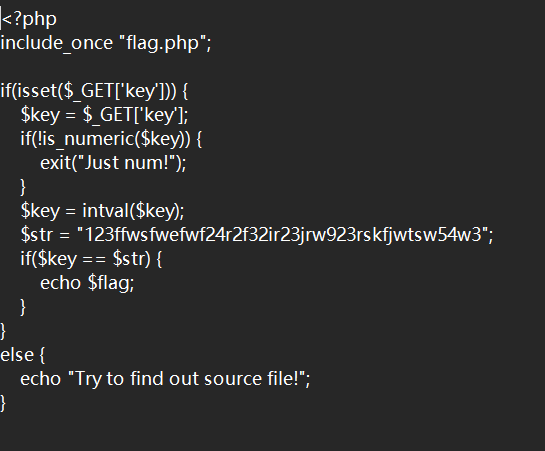 <?php
include_once "flag.php";
if(isset($_GET['key'])) {
$key = $_GET['key'];
if(!is_numeric($key)) {
exit("Just num!");
}
$key = intval($key);
$str = "123ffwsfwefwf24r2f32ir23jrw923rskfjwtsw54w3";
if($key == $str) {
echo $flag;
}
}
else {
echo "Try to find out source file!";
}